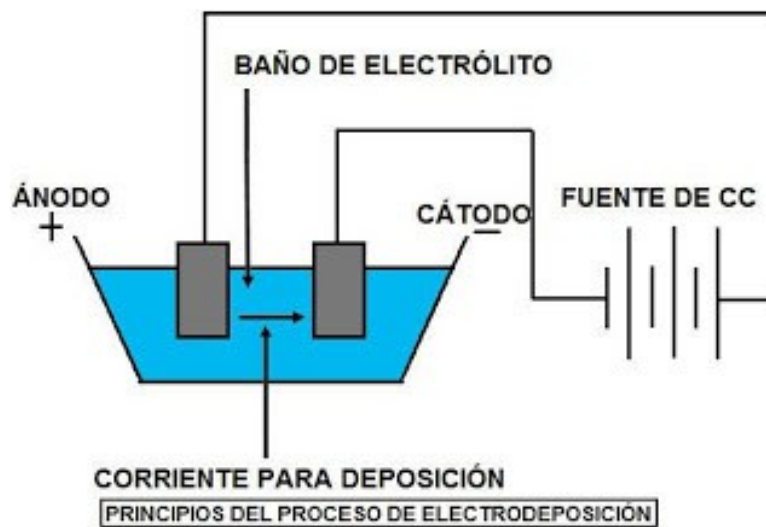 BAÑO DE ELECTRÓLITO
ÁNODO
+
CÁTODO
−
FUENTE DE CC
CORRIENTE PARA DEPOSICIÓN
PRINCIPIOS DEL PROCESO DE ELECTRODEPOSICIÓN